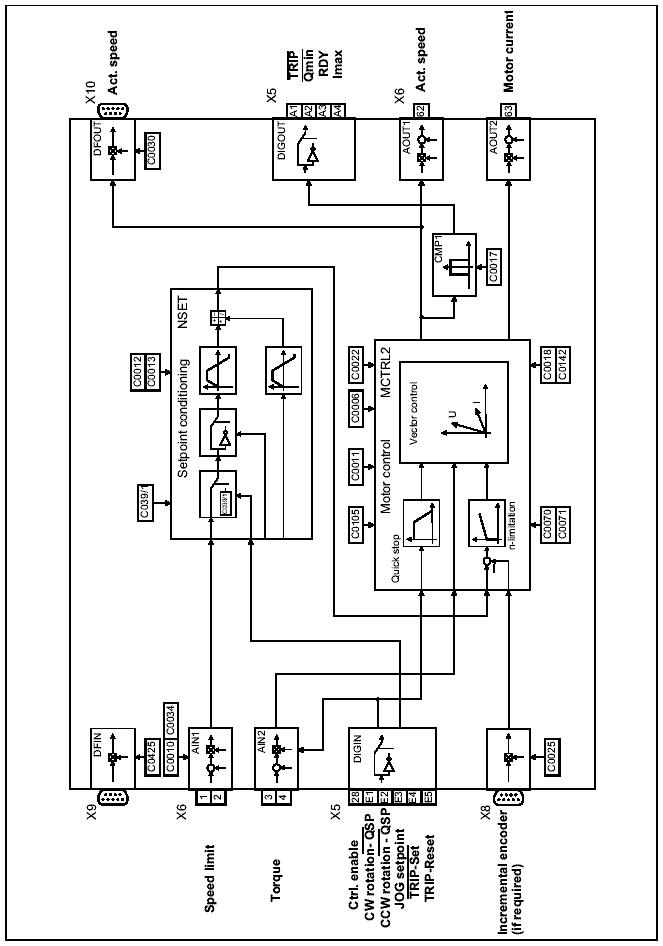 X9
DFIN
C0425
C0010
C0034
X6
1
2
AIN1
Speed limit
3
4
AIN2
Torque
X5
28
E1
E2
E3
E4
E5
DIGIN
Ctrl. enable
CW rotation- QSP
CCW rotation - QSP
JOG setpoint
TRIP-Set
TRIP-Reset
X8
C0025
Incremental encoder
(if required)
C039/1
C0012
C0013
Setpoint conditioning
NSET
C0105
C0011
C0006
C0022
Motor control
MCTRL2
Quick stop
n-limitation
Vector control
U
I
C0070
C0071
C0018
C0142
CMP1
C0017
X10
DFOUT
C0030
Act. speed
X5
DIGOUT
A1
A2
A3
A4
TRIP
Qmin
RDY
Imax
X6
AOUT1
62
Act. speed
AOUT2
63
Motor current